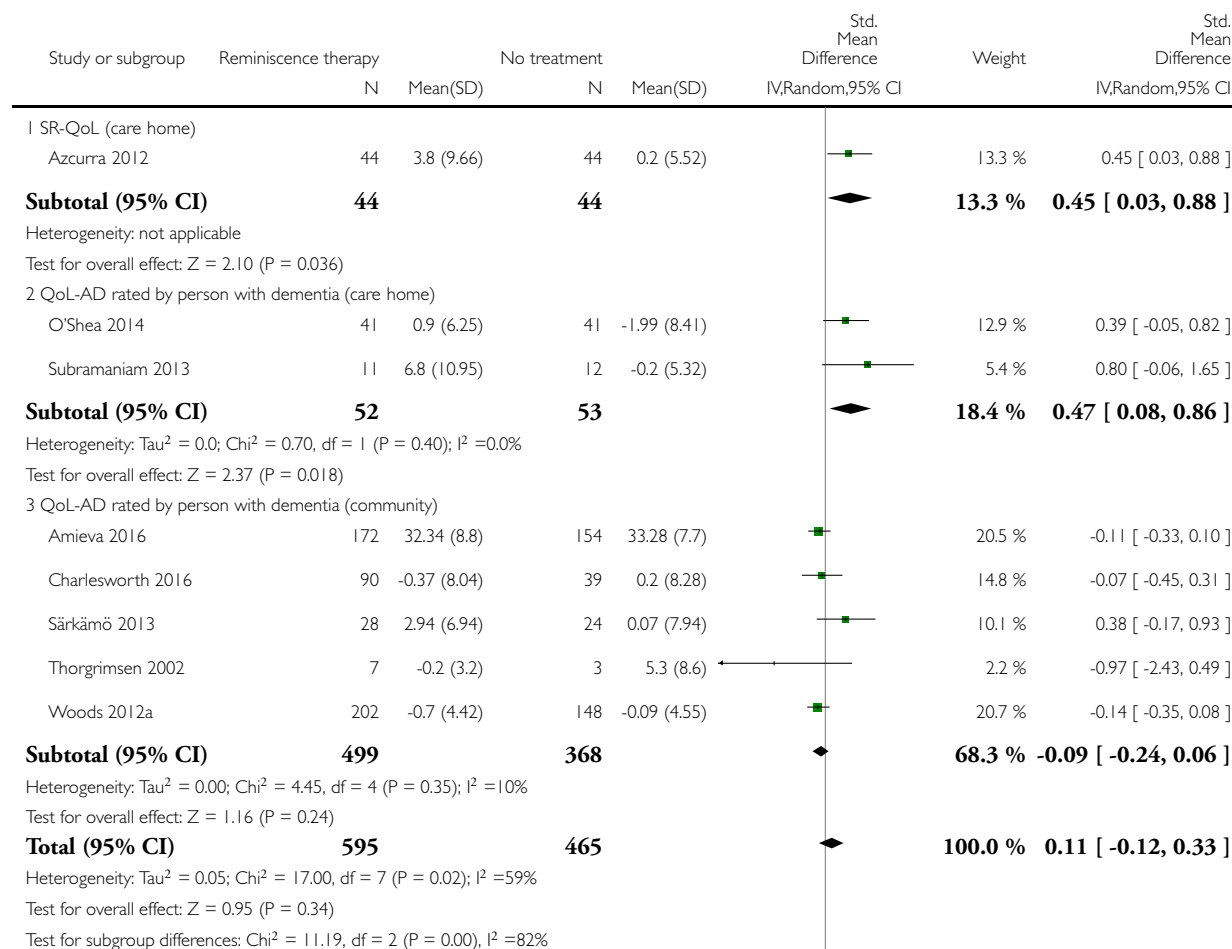 Study or subgroup Reminiscence therapy No treatment Std. Mean Difference Weight Std. Mean Difference
N Mean(SD) N Mean(SD) IV,Random,95% CI IV,Random,95% CI
1 SR-QoL (care home)
Azcurra 2012 44 3.8 (9.66) 44 0.2 (5.52) 13.3 % 0.45 [ 0.03, 0.88 ]
Subtotal (95% CI) 44 44 13.3 % 0.45 [ 0.03, 0.88 ]
Heterogeneity: not applicable
Test for overall effect: Z = 2.10 (P = 0.036)
2 QoL-AD rated by person with dementia (care home)
O'Shea 2014 41 0.9 (6.25) 41 -1.99 (8.41) 12.9 % 0.39 [ -0.05, 0.82 ]
Subramaniam 2013 11 6.8 (10.95) 12 -0.2 (5.32) 5.4 % 0.80 [ -0.06, 1.65 ]
Subtotal (95% CI) 52 53 18.4 % 0.47 [ 0.08, 0.86 ]
Heterogeneity: Tau² = 0.0; Chi² = 0.70, df = 1 (P = 0.40); I² =0.0%
Test for overall effect: Z = 2.37 (P = 0.018)
3 QoL-AD rated by person with dementia (community)
Amieva 2016 172 32.34 (8.8) 154 33.28 (7.7) 20.5 % -0.11 [ -0.33, 0.10 ]
Charlesworth 2016 90 -0.37 (8.04) 39 0.2 (8.28) 14.8 % -0.07 [ -0.45, 0.31 ]
Särkämö 2013 28 2.94 (6.94) 24 0.07 (7.94) 10.1 % 0.38 [ -0.17, 0.93 ]
Thorgrimsen 2002 7 -0.2 (3.2) 3 5.3 (8.6) 2.2 % -0.97 [ -2.43, 0.49 ]
Woods 2012a 202 -0.7 (4.42) 148 -0.09 (4.55) 20.7 % -0.14 [ -0.35, 0.08 ]
Subtotal (95% CI) 499 368 68.3 % -0.09 [ -0.24, 0.06 ]
Heterogeneity: Tau² = 0.00; Chi² = 4.45, df = 4 (P = 0.35); I² =10%
Test for overall effect: Z = 1.16 (P = 0.24)
Total (95% CI) 595 465 100.0 % 0.11 [ -0.12, 0.33 ]
Heterogeneity: Tau² = 0.05; Chi² = 17.00, df = 7 (P = 0.02); I² =59%
Test for overall effect: Z = 0.95 (P = 0.34)
Test for subgroup differences: Chi² = 11.19, df = 2 (P = 0.00), I² =82%